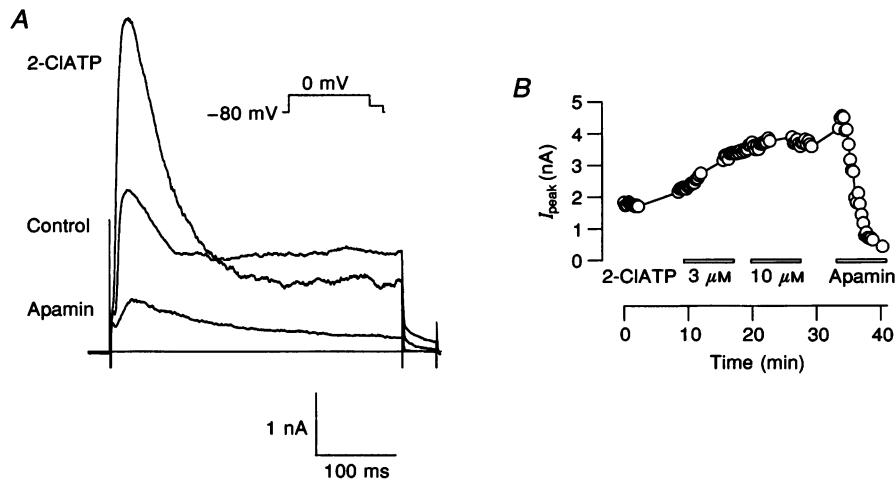 A
2-ClATP
0 mV
−80 mV
Control
Apamin
1 nA
100 ms
B
5
4
3
2
1
0
I peak (nA)
2-ClATP 3 μM 10 μM Apamin
0 10 20 30 40
Time (min)